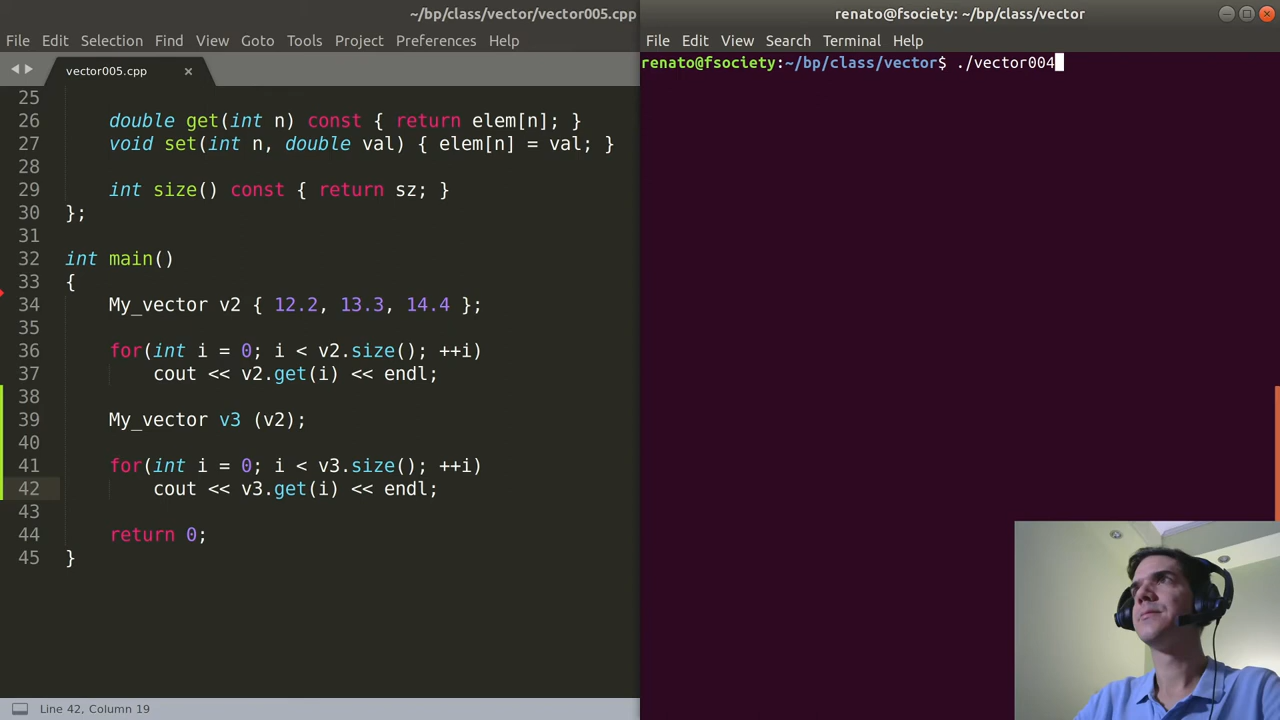 ~/bp/class/vector/vector005.cpp
File Edit Selection Find View Goto Tools Project Preferences Help
vector005.cpp ×
25
26 double get(int n) const { return elem[n]; }
27 void set(int n, double val) { elem[n] = val; }
28
29 int size() const { return sz; }
30 };
31
32 int main()
33 {
34 My_vector v2 { 12.2, 13.3, 14.4 };
35
36 for(int i = 0; i < v2.size(); ++i)
37 cout << v2.get(i) << endl;
38
39 My_vector v3 (v2);
40
41 for(int i = 0; i < v3.size(); ++i)
42 cout << v3.get(i) << endl;
43
44 return 0;
45 }
Line 42, Column 19
renato@fsociety: ~/bp/class/vector
File Edit View Search Terminal Help
renato@fsociety:~/bp/class/vector$ ./vector004